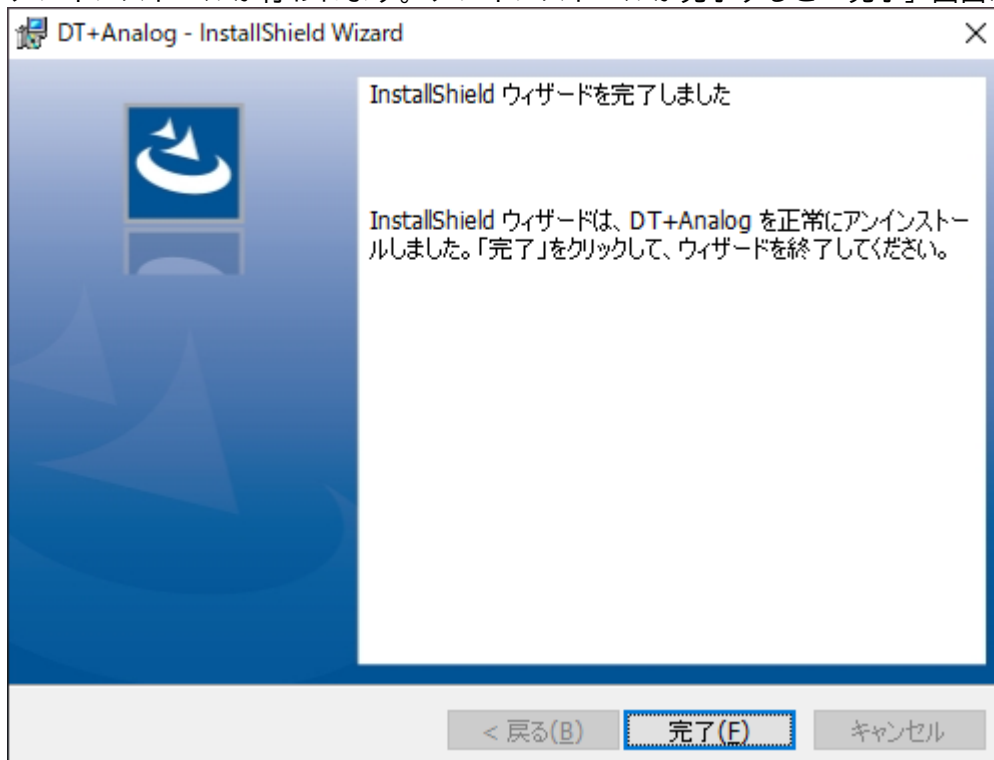 DT+Analog - InstallShield Wizard
InstallShield ウィザードを完了しました
InstallShield ウィザードは、DT+Analog を正常にアンインストー
ルしました。「完了」をクリックして、ウィザードを終了してください。
< 戻る(B)
完了(F)
キャンセル